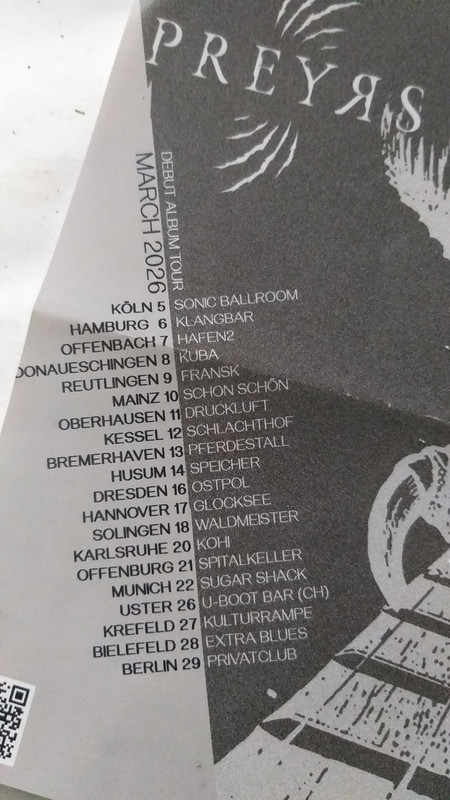 PREYЯS
DEBUT ALBUM TOUR
MARCH 2026
KÖLN 5 SONIC BALLROOM
HAMBURG 6 KLANGBAR
OFFENBACH 7 HAFEN2
DONAUESCHINGEN 8 KUBA
REUTLINGEN 9 FRANSK
MAINZ 10 SCHON SCHÖN
OBERHAUSEN 11 DRUCKLUFT
KESSEL 12 SCHLACHTHOF
BREMERHAVEN 13 PFERDESTALL
HUSUM 14 SPEICHER
DRESDEN 16 OSTPOL
HANNOVER 17 GLOCKSEE
SOLINGEN 18 WALDMEISTER
KARLSRUHE 20 KOHI
OFFENBURG 21 SPITALKELLER
MUNICH 22 SUGAR SHACK
USTER 26 U-BOOT BAR (CH)
KREFELD 27 KULTURRAMPE
BIELEFELD 28 EXTRA BLUES
BERLIN 29 PRIVATCLUB